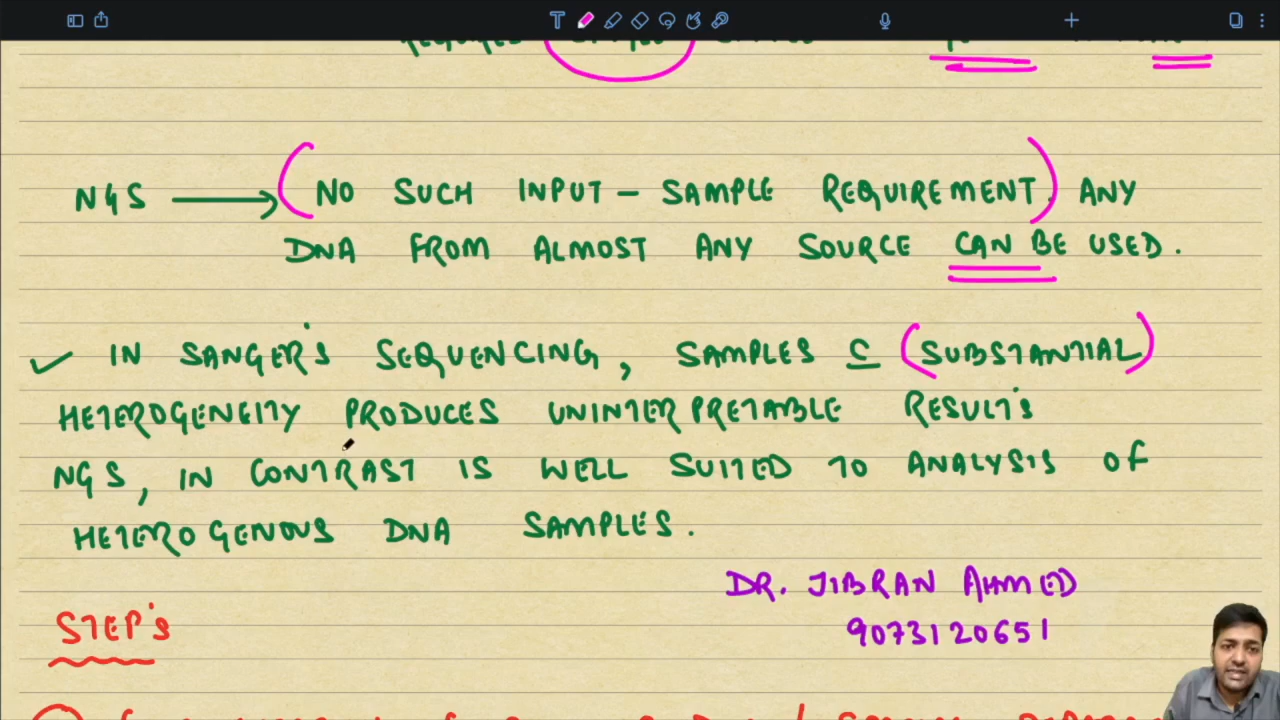 NGS → (NO SUCH INPUT - SAMPLE REQUIREMENT). ANY
DNA FROM ALMOST ANY SOURCE CAN BE USED.
✓ IN SANGER'S SEQUENCING, SAMPLES C̲ (SUBSTANTIAL)
HETEROGENEITY PRODUCES UNINTERPRETABLE RESULT'S
NGS, IN CONTRAST IS WELL SUITED TO ANALYSIS OF
HETEROGENOUS DNA SAMPLES.
DR. JIBRAN AHMED
9073120651
STEP'S